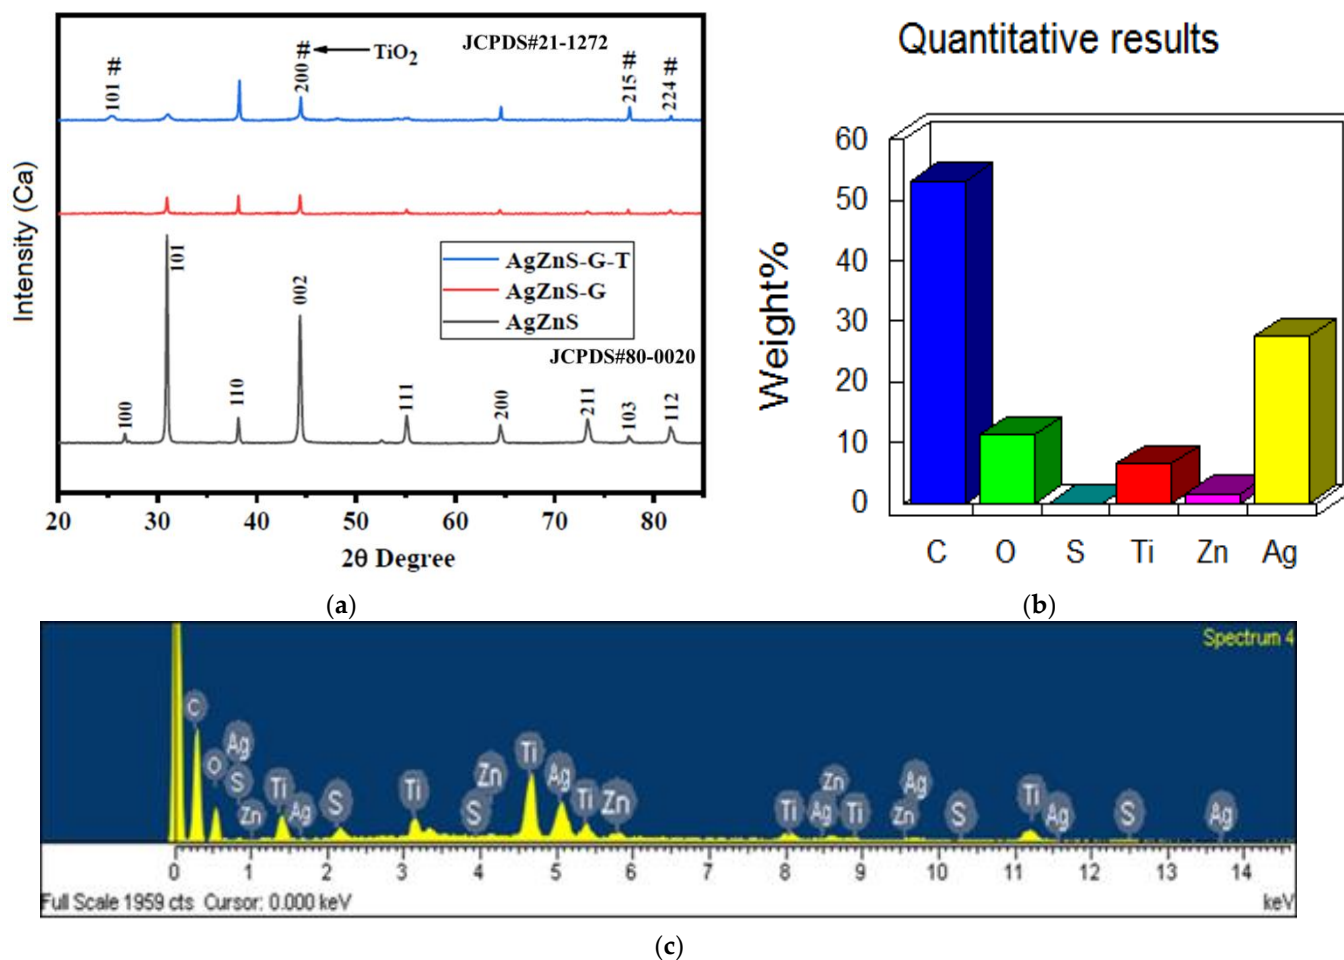 JCPDS#21-1272
101 #
200 #
TiO2
215 #
224 #
Intensity (Ca)
101
002
AgZnS-G-T
AgZnS-G
AgZnS
JCPDS#80-0020
100
110
111
200
211
103
112
20 30 40 50 60 70 80
2θ Degree
(a)
Quantitative results
Weight%
60
50
40
30
20
10
0
C O S Ti Zn Ag
(b)
Spectrum 4
C
O
Ag
S
Zn
Ti
Ag
S
Ti
S
Zn
Ti
Ag
Ti
Zn
Ti
Ag
Zn
Ti
Zn
Ag
S
Ti
Ag
S
Ag
0 1 2 3 4 5 6 7 8 9 10 11 12 13 14
Full Scale 1959 cts Cursor: 0.000 keV
keV
(c)